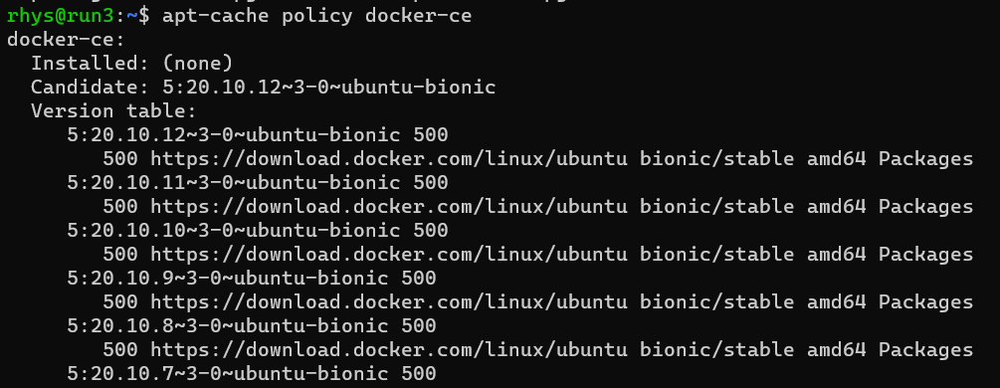 rhys@run3:~$ apt-cache policy docker-ce
docker-ce:
  Installed: (none)
  Candidate: 5:20.10.12~3-0~ubuntu-bionic
  Version table:
     5:20.10.12~3-0~ubuntu-bionic 500
        500 https://download.docker.com/linux/ubuntu bionic/stable amd64 Packages
     5:20.10.11~3-0~ubuntu-bionic 500
        500 https://download.docker.com/linux/ubuntu bionic/stable amd64 Packages
     5:20.10.10~3-0~ubuntu-bionic 500
        500 https://download.docker.com/linux/ubuntu bionic/stable amd64 Packages
     5:20.10.9~3-0~ubuntu-bionic 500
        500 https://download.docker.com/linux/ubuntu bionic/stable amd64 Packages
     5:20.10.8~3-0~ubuntu-bionic 500
        500 https://download.docker.com/linux/ubuntu bionic/stable amd64 Packages
     5:20.10.7~3-0~ubuntu-bionic 500